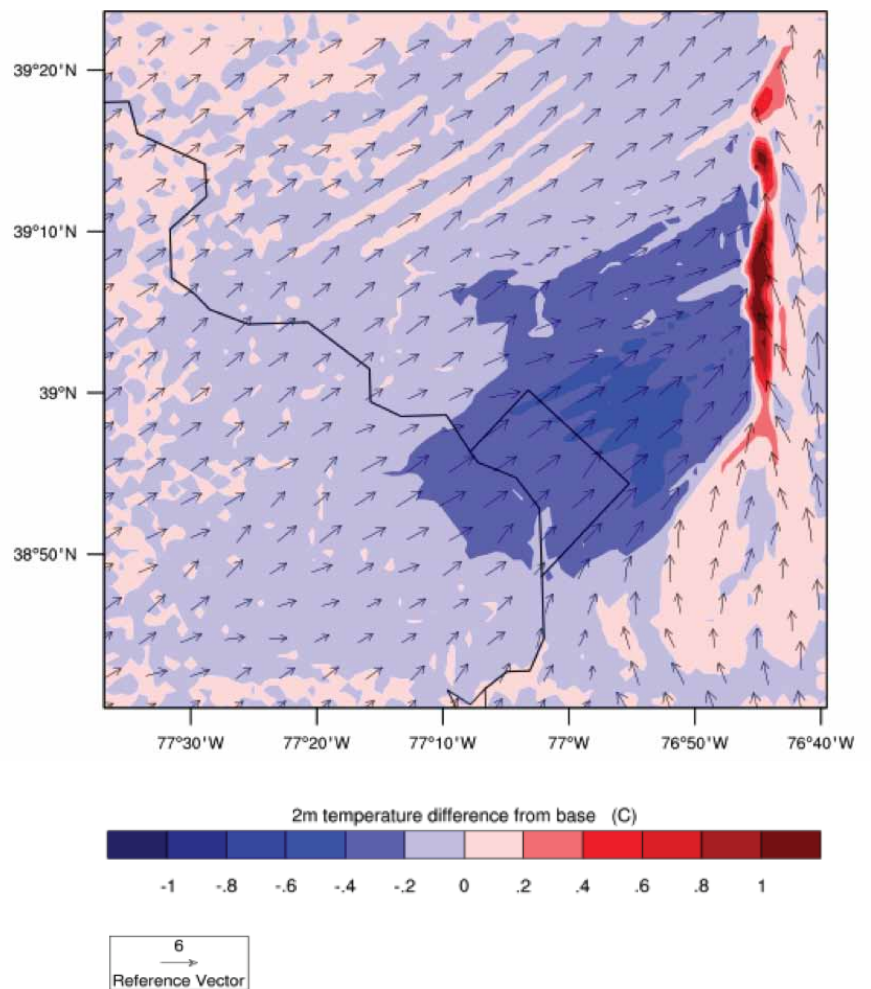 39°20'N
39°10'N
39°N
38°50'N
77°30'W 77°20'W 77°10'W 77°W 76°50'W 76°40'W
2m temperature difference from base (C)
-1 -.8 -.6 -.4 -.2 0 .2 .4 .6 .8 1
6
Reference Vector